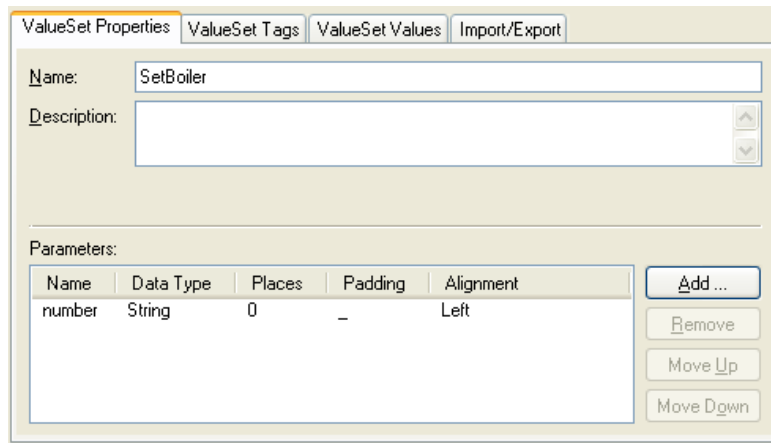 ValueSet Properties ValueSet Tags ValueSet Values Import/Export
Name: SetBoiler
Description:
Parameters:
Name Data Type Places Padding Alignment Add ...
number String 0 _ Left
Remove
Move Up
Move Down